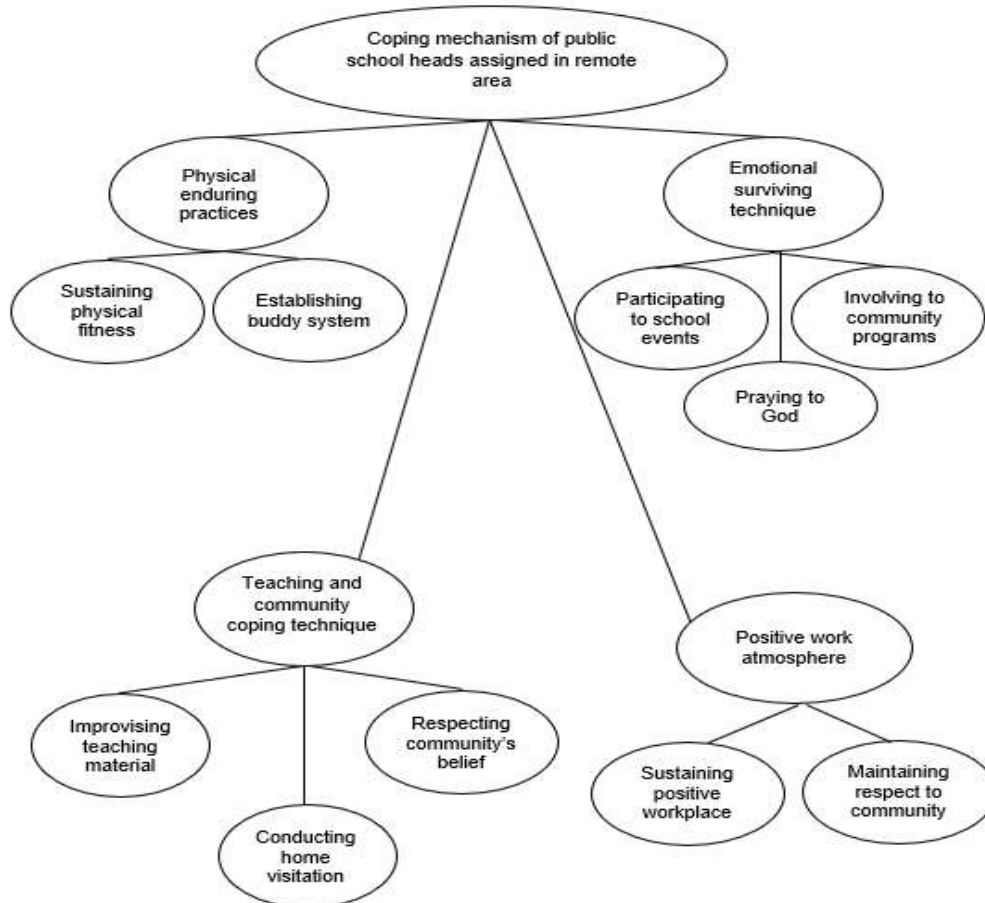 Coping mechanism of public
school heads assigned in remote
area
Physical
enduring
practices
Emotional
surviving
technique
Sustaining
physical
fitness
Establishing
buddy system
Participating
to school
events
Involving to
community
programs
Praying to
God
Teaching and
community
coping technique
Positive work
atmosphere
Improvising
teaching
material
Respecting
community's
belief
Conducting
home
visitation
Sustaining
positive
workplace
Maintaining
respect to
community